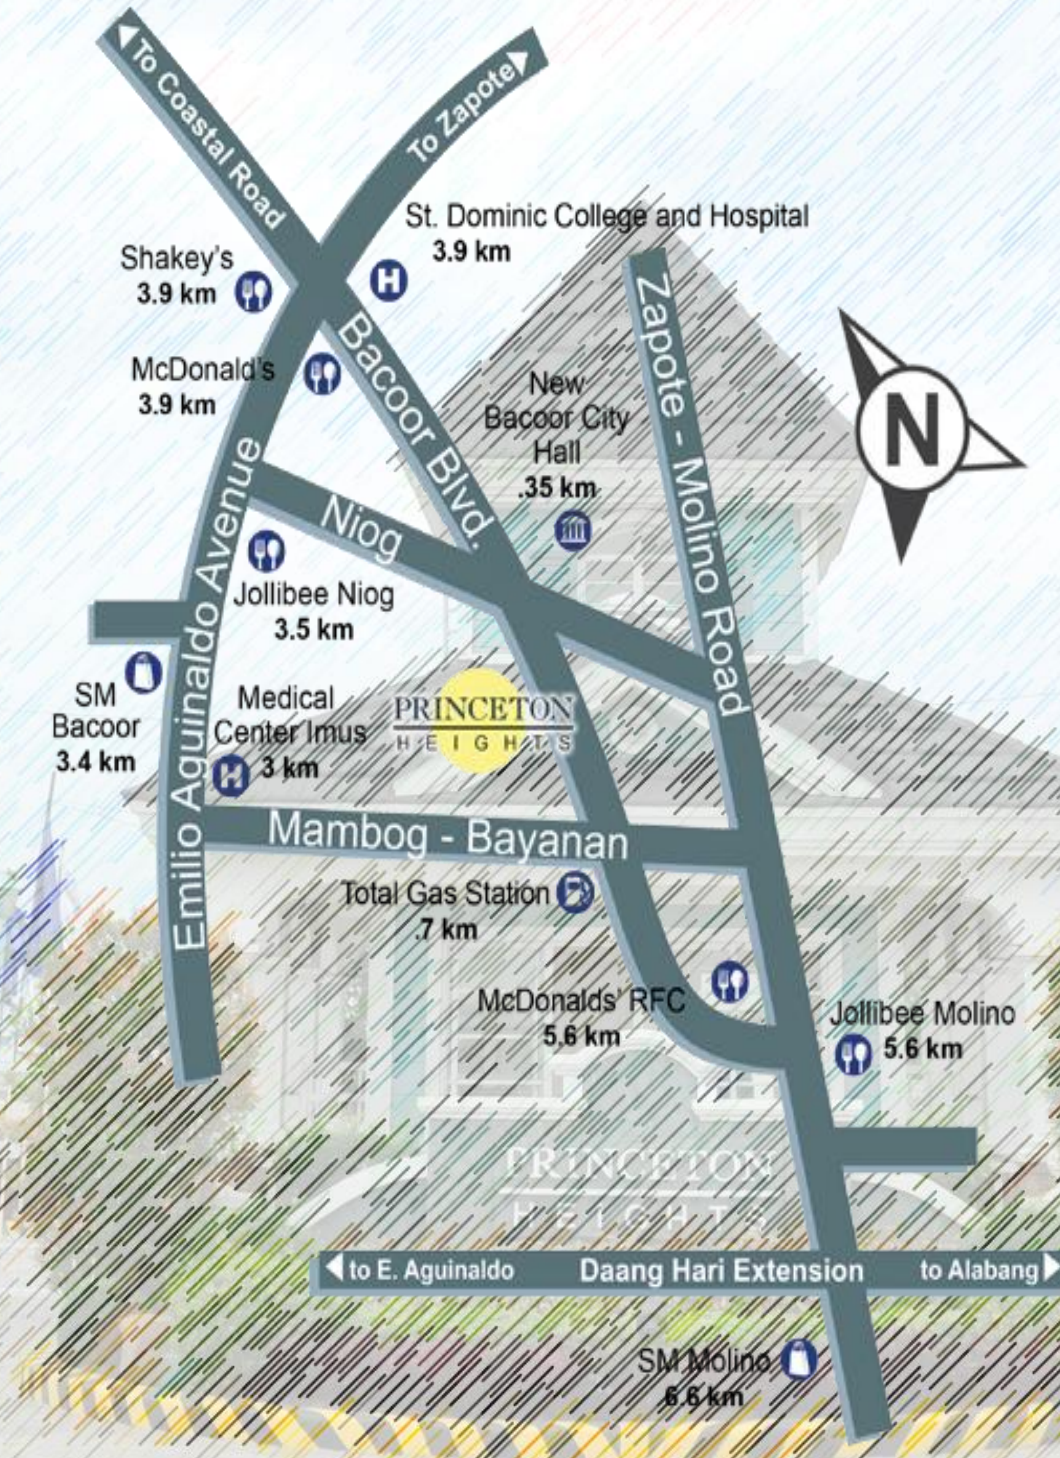 To Coastal Road
To Zapote
St. Dominic College and Hospital
3.9 km
Shakey's
3.9 km
McDonald's
3.9 km
Bacoor Blvd.
New
Bacoor City
Hall
.35 km
Zapote - Molino Road
N
Niog
Emilio Aguinaldo Avenue
Jollibee Niog
3.5 km
SM
Bacoor
3.4 km
Medical
Center Imus
3 km
PRINCETON
HEIGHTS
Mambog - Bayanan
Total Gas Station
.7 km
McDonalds' RFC
5.6 km
Jollibee Molino
5.6 km
PRINCETON
HEIGHTS
to E. Aguinaldo
Daang Hari Extension
to Alabang
SM Molino
6.6 km